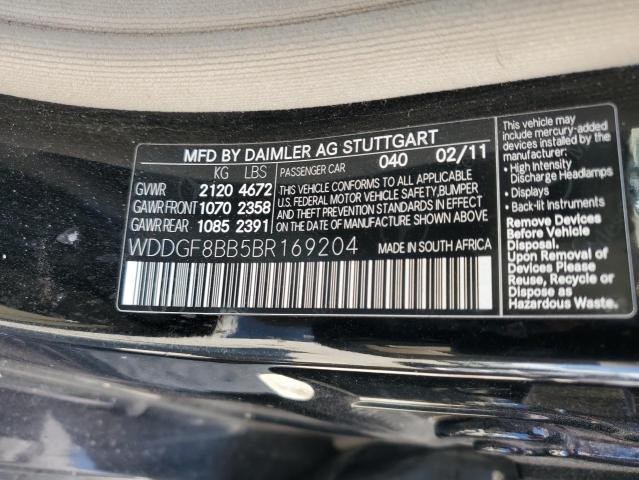 MFD BY DAIMLER AG STUTTGART
KG LBS PASSENGER CAR 040 02/11
GVWR 2120 4672
GAWR FRONT 1070 2358
GAWR REAR 1085 2391
THIS VEHICLE CONFORMS TO ALL APPLICABLE
U.S. FEDERAL MOTOR VEHICLE SAFETY, BUMPER
AND THEFT PREVENTION STANDARDS IN EFFECT
ON THE DATE OF MANUFACTURE SHOWN ABOVE.
WDDGF8BB5BR169204 MADE IN SOUTH AFRICA
This vehicle may
include mercury-added
devices installed by the
manufacturer:
• High Intensity
Discharge Headlamps
• Displays
• Back-lit Instruments
Remove Devices
Before Vehicle
Disposal.
Upon Removal of
Devices Please
Reuse, Recycle or
Dispose as
Hazardous Waste.